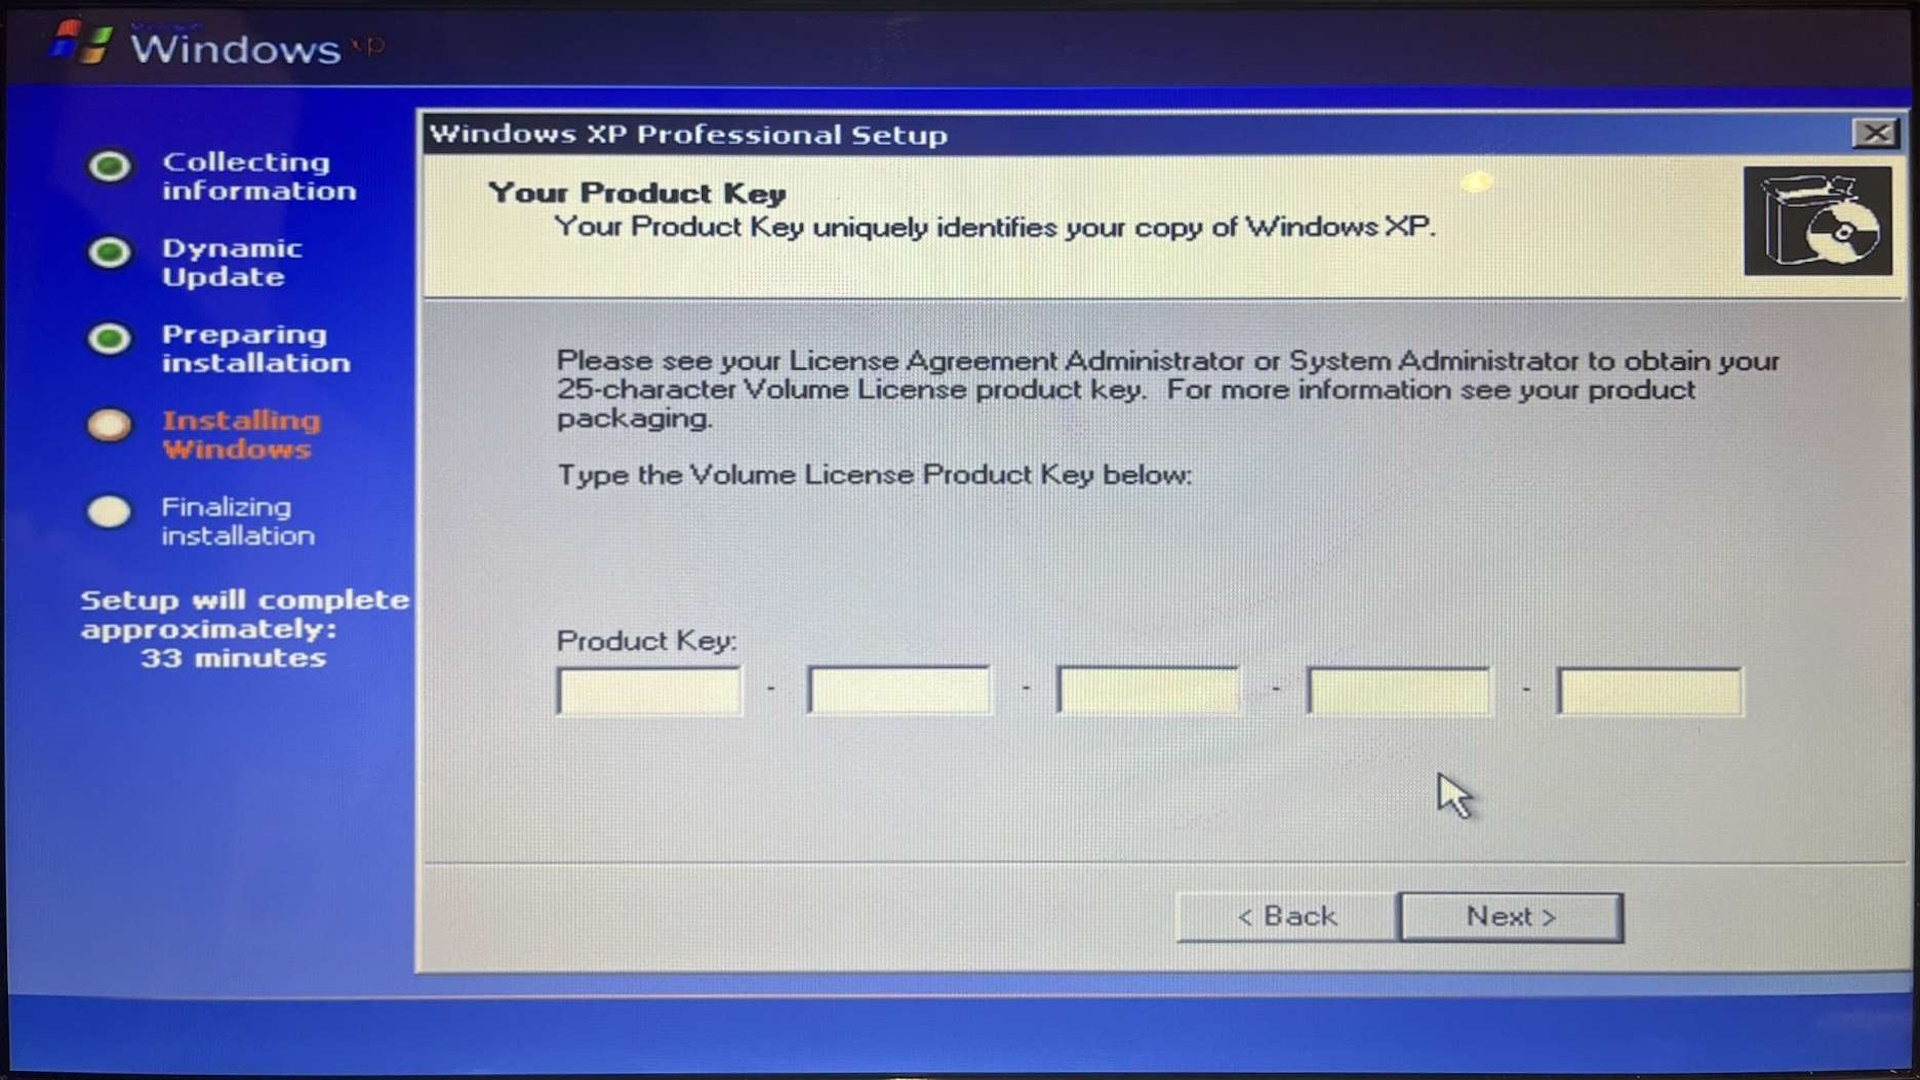 Windows xp
Collecting
information
Dynamic
Update
Preparing
installation
Installing
Windows
Finalizing
installation
Setup will complete
approximately:
33 minutes
Windows XP Professional Setup
Your Product Key
Your Product Key uniquely identifies your copy of Windows XP.
Please see your License Agreement Administrator or System Administrator to obtain your
25-character Volume License product key. For more information see your product
packaging.
Type the Volume License Product Key below:
Product Key:
- - - -
< Back
Next >